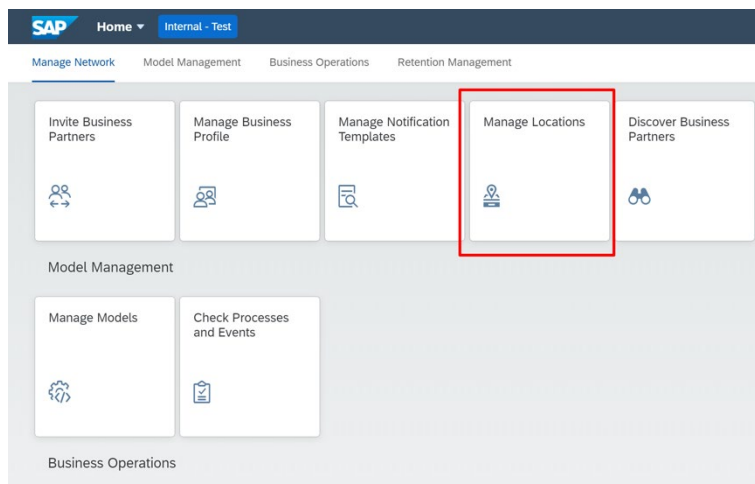 SAP Home Internal - Test
Manage Network Model Management Business Operations Retention Management
Invite Business
Partners
Manage Business
Profile
Manage Notification
Templates
Manage Locations
Discover Business
Partners
Model Management
Manage Models
Check Processes
and Events
Business Operations